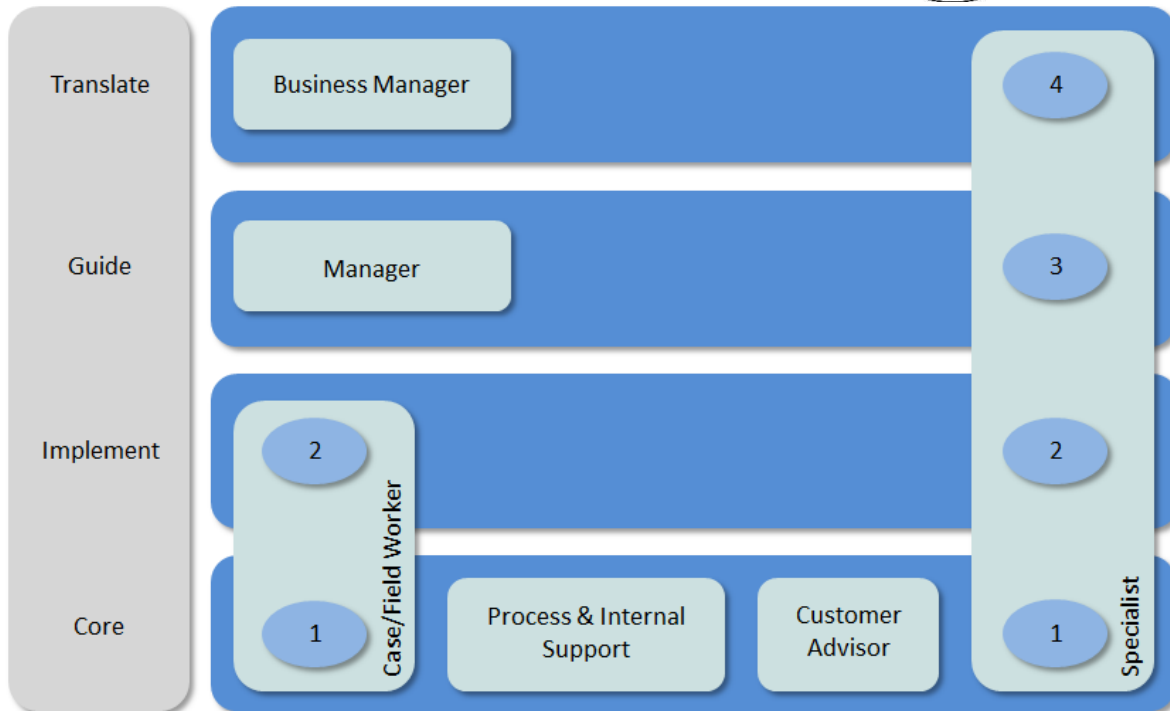 Translate
Business Manager
4
Guide
Manager
3
Implement
2
Case/Field Worker
2
Core
1
Process & Internal
Support
Customer
Advisor
1
Specialist